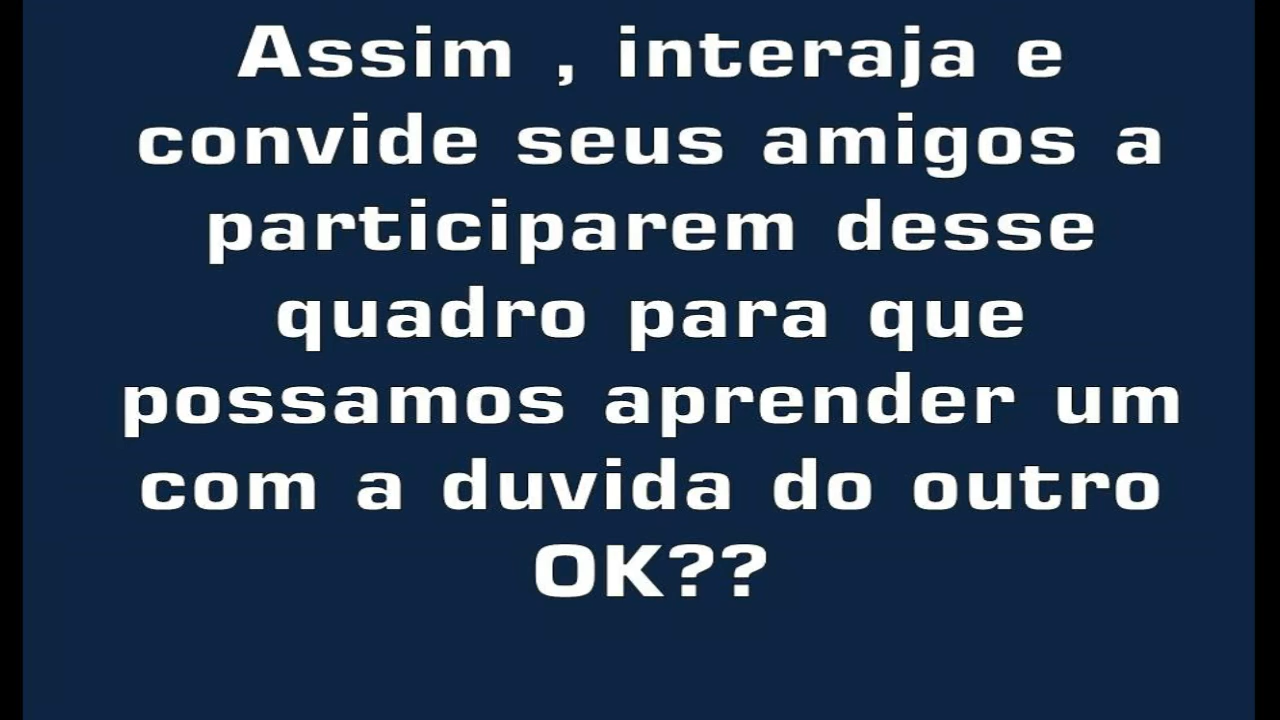 Assim , interaja e
convide seus amigos a
participarem desse
quadro para que
possamos aprender um
com a duvida do outro
OK??